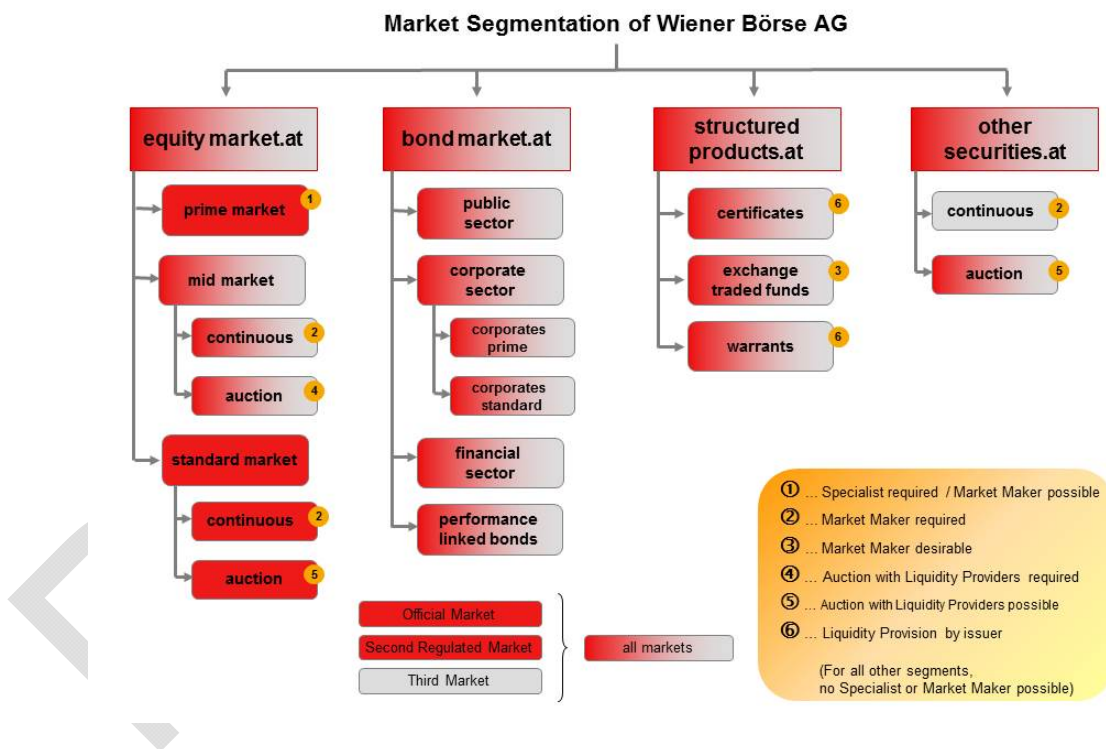 Market Segmentation of Wiener Börse AG
equity market.at
prime market
1
mid market
continuous
2
auction
4
standard market
continuous
2
auction
5
bond market.at
public
sector
corporate
sector
corporates
prime
corporates
standard
financial
sector
performance
linked bonds
structured
products.at
certificates
6
exchange
traded funds
3
warrants
6
other
securities.at
continuous
2
auction
5
Official Market
Second Regulated Market
Third Market
all markets
① ... Specialist required / Market Maker possible
② ... Market Maker required
③ ... Market Maker desirable
④ ... Auction with Liquidity Providers required
⑤ ... Auction with Liquidity Providers possible
⑥ ... Liquidity Provision by issuer
(For all other segments,
no Specialist or Market Maker possible)